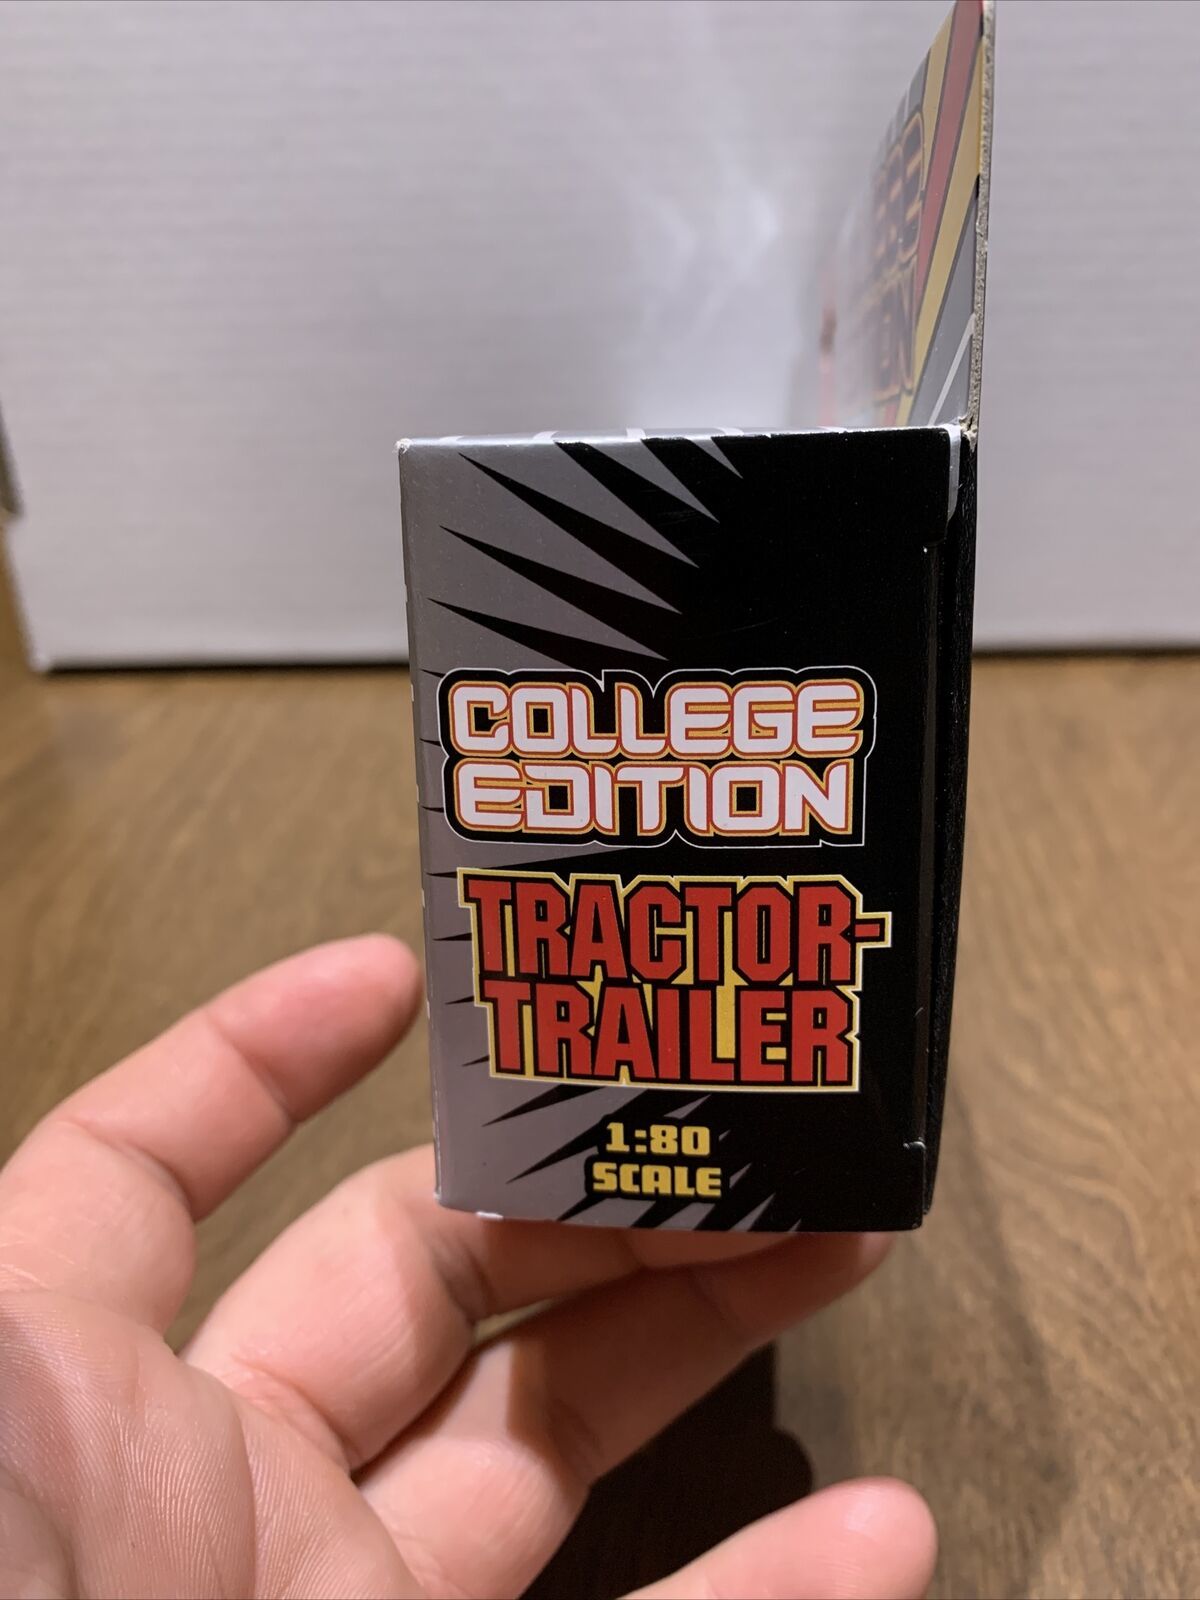 COLLEGE
EDITION
TRACTOR-
TRAILER
1:80
SCALE